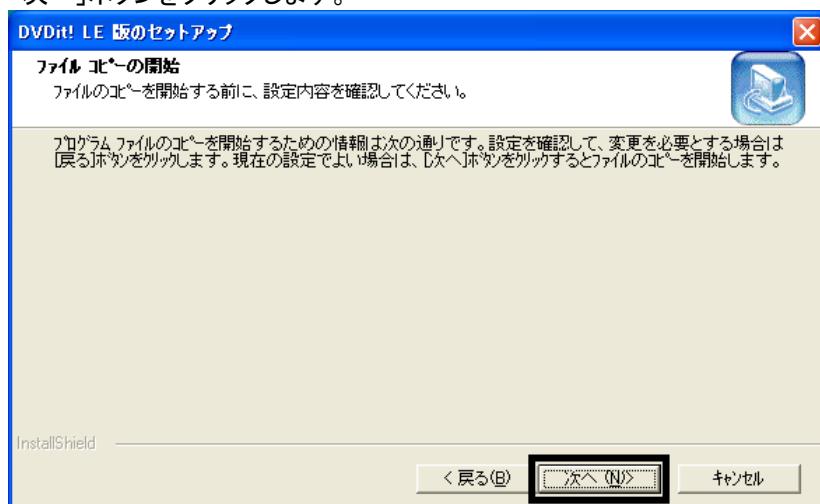 次へ]ボタンをクリックします。
DVDit! LE 版のセットアップ
ファイル コピーの開始
ファイルのコピーを開始する前に、設定内容を確認してください。
プログラム ファイルのコピーを開始するための情報は次の通りです。設定を確認して、変更を必要とする場合は
[戻る]ボタンをクリックします。現在の設定でよい場合は、[次へ]ボタンをクリックするとファイルのコピーを開始します。
InstallShield
< 戻る(B)
次へ (N)>
キャンセル